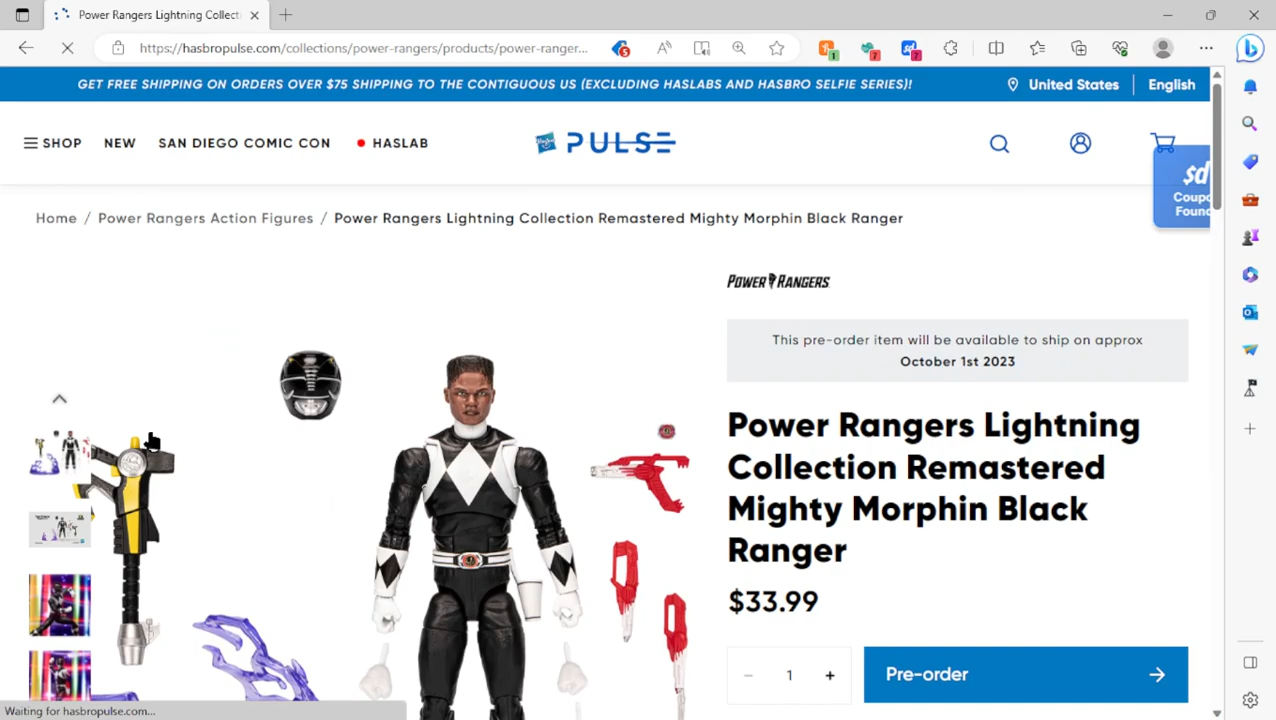 Power Rangers Lightning Collect
https://hasbropulse.com/collections/power-rangers/products/power-ranger...
GET FREE SHIPPING ON ORDERS OVER $75 SHIPPING TO THE CONTIGUOUS US (EXCLUDING HASLABS AND HASBRO SELFIE SERIES)!
United States
English
SHOP
NEW
SAN DIEGO COMIC CON
HASLAB
PULSE
$d
Coupo
Foun
Home / Power Rangers Action Figures / Power Rangers Lightning Collection Remastered Mighty Morphin Black Ranger
POWER RANGERS
This pre-order item will be available to ship on approx
October 1st 2023
Power Rangers Lightning
Collection Remastered
Mighty Morphin Black
Ranger
$33.99
− 1 +
Pre-order
Waiting for hasbropulse.com...